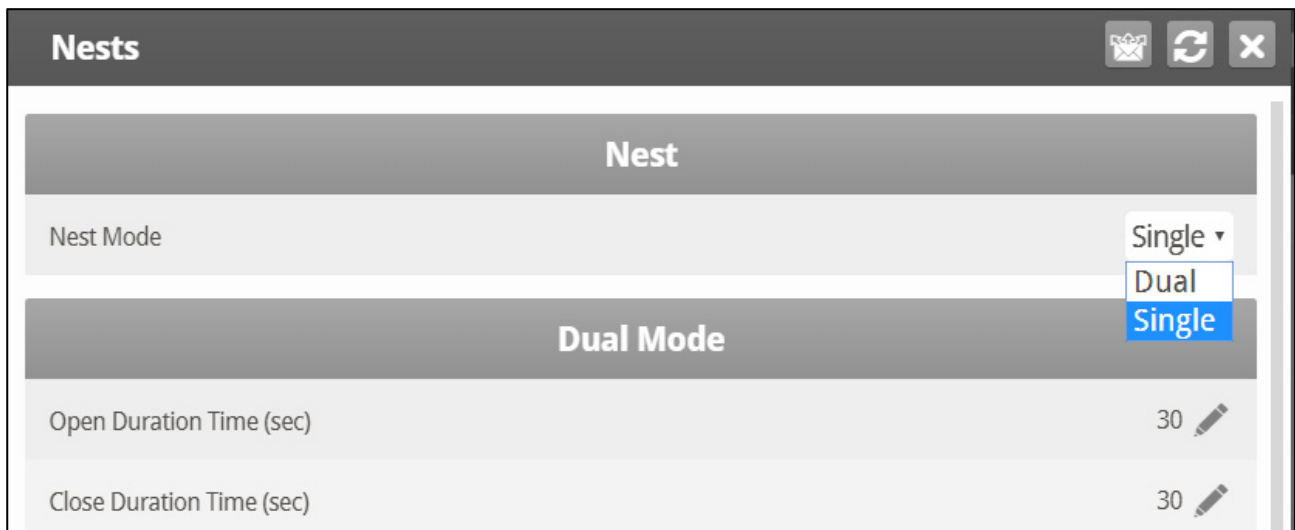 Nests
Nest
Nest Mode Single
Dual
Single
Dual Mode
Open Duration Time (sec) 30
Close Duration Time (sec) 30